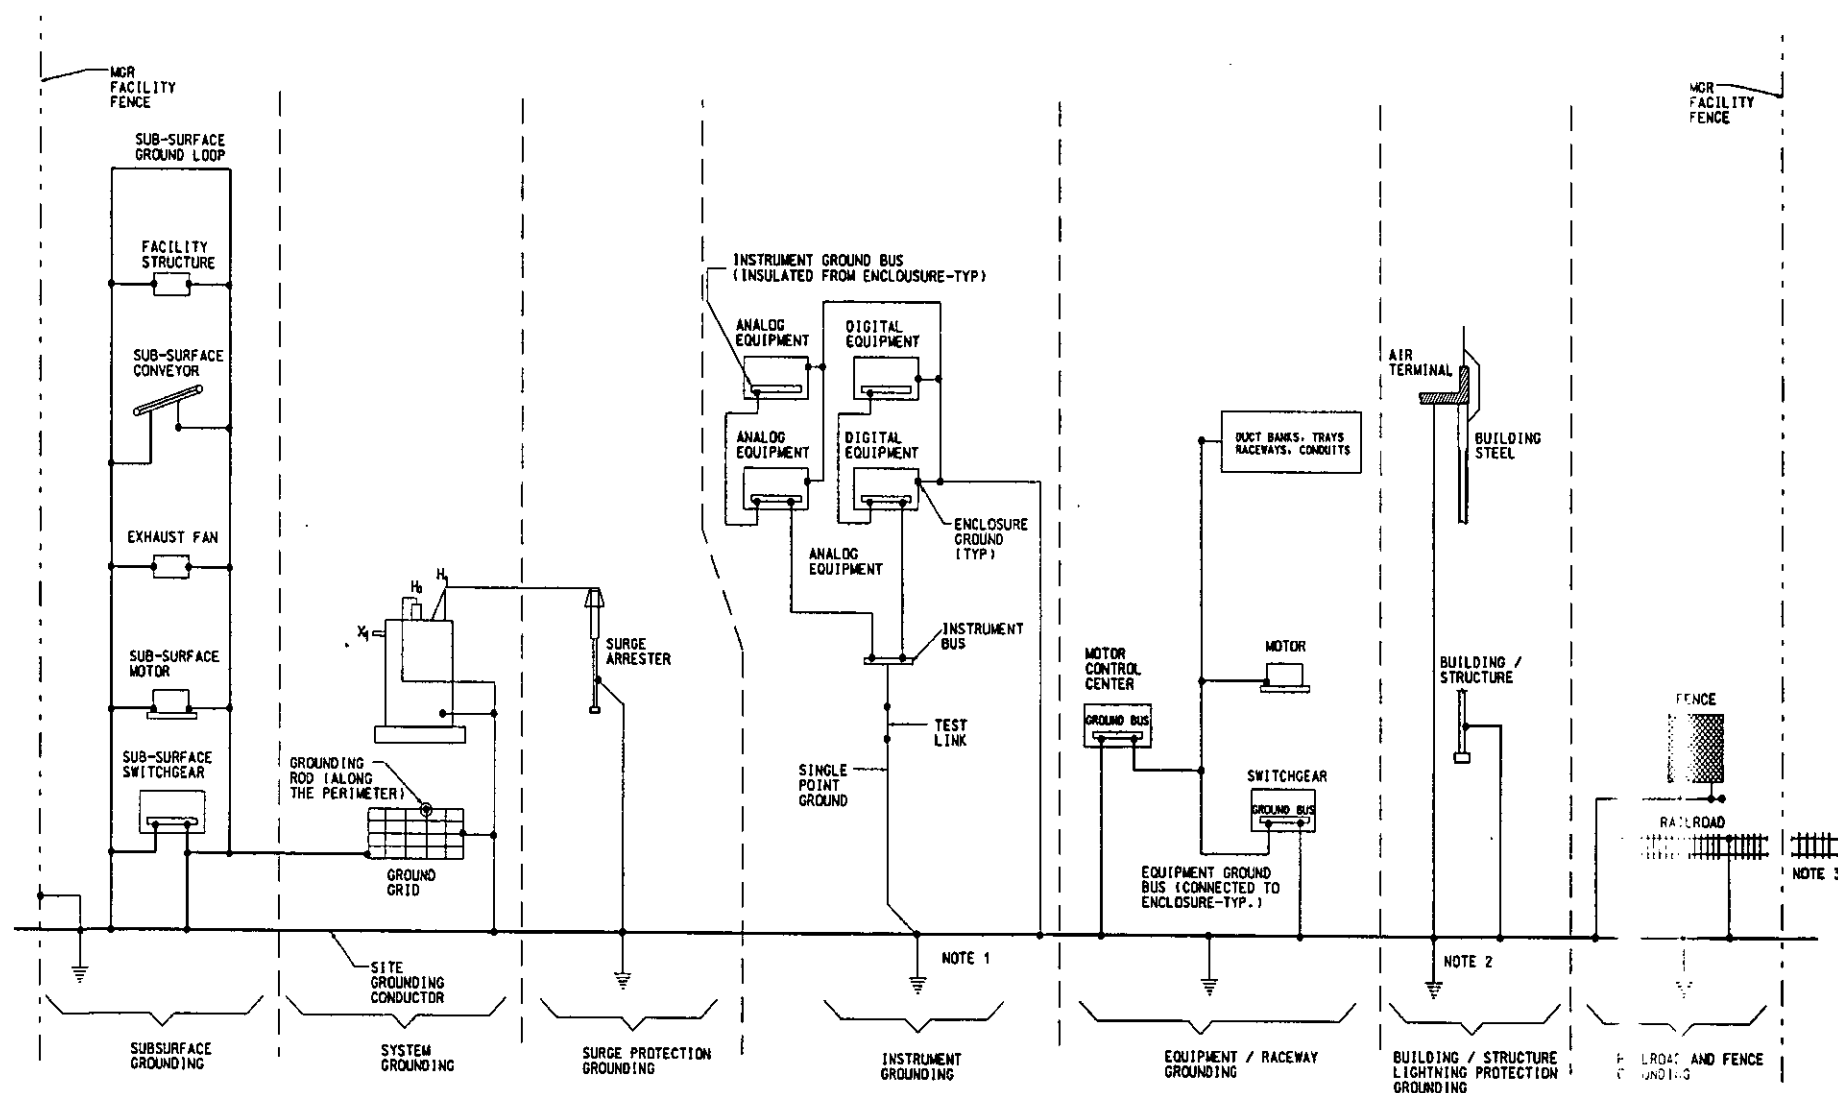 MGR
FACILITY
FENCE
MGR
FACILITY
FENCE
SUB-SURFACE
GROUND LOOP
FACILITY
STRUCTURE
SUB-SURFACE
CONVEYOR
EXHAUST FAN
SUB-SURFACE
MOTOR
SUB-SURFACE
SWITCHGEAR
GROUNDING
ROD (ALONG
THE PERIMETER)
GROUND
GRID
SITE
GROUNDING
CONDUCTOR
SURGE
ARRESTER
INSTRUMENT GROUND BUS
(INSULATED FROM ENCLOUSURE-TYP)
ANALOG
EQUIPMENT
DIGITAL
EQUIPMENT
ANALOG
EQUIPMENT
DIGITAL
EQUIPMENT
ENCLOSURE
GROUND
(TYP)
ANALOG
EQUIPMENT
INSTRUMENT
BUS
TEST
LINK
SINGLE
POINT
GROUND
NOTE 1
DUCT BANKS, TRAYS
RACEWAYS, CONDUITS
MOTOR
CONTROL
CENTER
GROUND BUS
MOTOR
SWITCHGEAR
GROUND BUS
EQUIPMENT GROUND
BUS (CONNECTED TO
ENCLOSURE-TYP.)
AIR
TERMINAL
BUILDING
STEEL
BUILDING /
STRUCTURE
NOTE 2
FENCE
RAILROAD
NOTE 3
SUBSURFACE
GROUNDING
SYSTEM
GROUNDING
SURGE PROTECTION
GROUNDING
INSTRUMENT
GROUNDING
EQUIPMENT / RACEWAY
GROUNDING
BUILDING / STRUCTURE
LIGHTNING PROTECTION
GROUNDING
AND FENCE